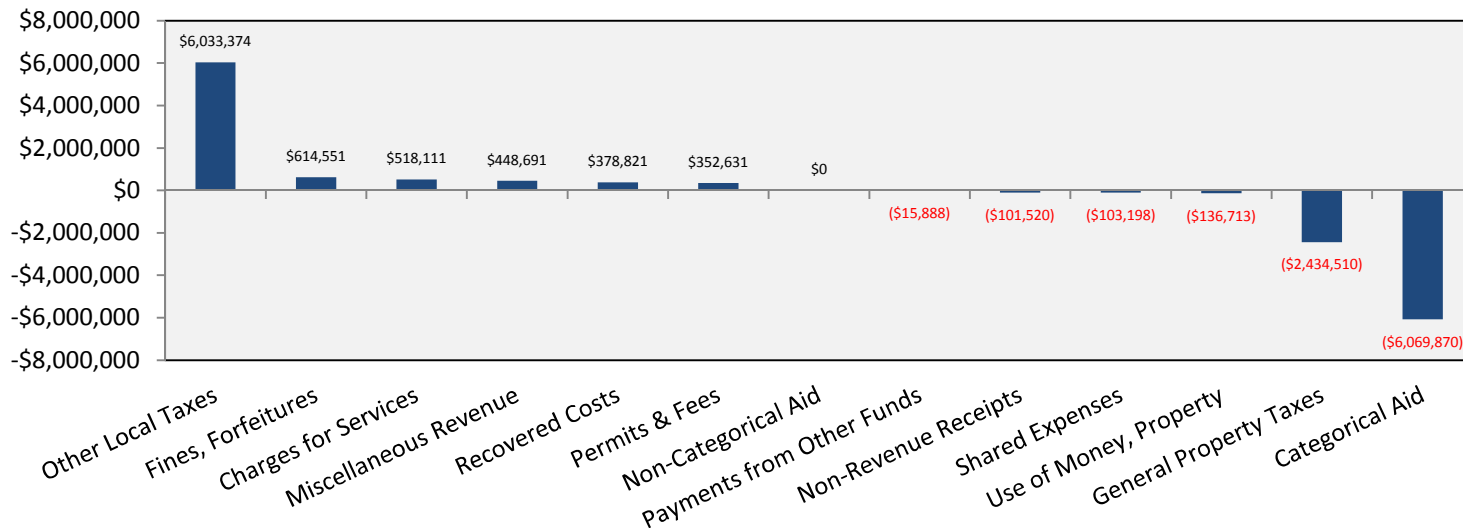 $8,000,000
$6,000,000
$4,000,000
$2,000,000
$0
-$2,000,000
-$4,000,000
-$6,000,000
-$8,000,000
$6,033,374
$614,551
$518,111
$448,691
$378,821
$352,631
$0
($15,888)
($101,520)
($103,198)
($136,713)
($2,434,510)
($6,069,870)
Other Local Taxes
Fines, Forfeitures
Charges for Services
Miscellaneous Revenue
Recovered Costs
Permits & Fees
Non-Categorical Aid
Payments from Other Funds
Non-Revenue Receipts
Shared Expenses
Use of Money, Property
General Property Taxes
Categorical Aid